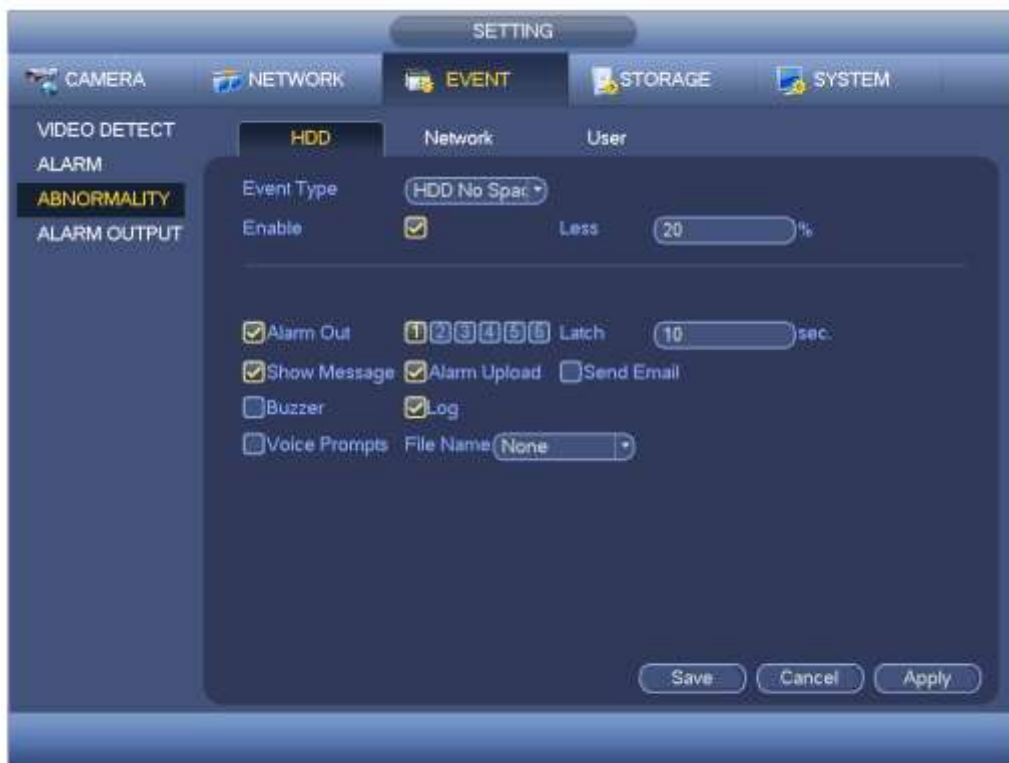 SETTING
CAMERA NETWORK EVENT STORAGE SYSTEM
VIDEO DETECT
ALARM
ABNORMALITY
ALARM OUTPUT
HDD Network User
Event Type HDD No Spac
Enable Less 20 %
Alarm Out 1 2 3 4 5 6 Latch 10 sec.
Show Message Alarm Upload Send Email
Buzzer Log
Voice Prompts File Name None
Save Cancel Apply